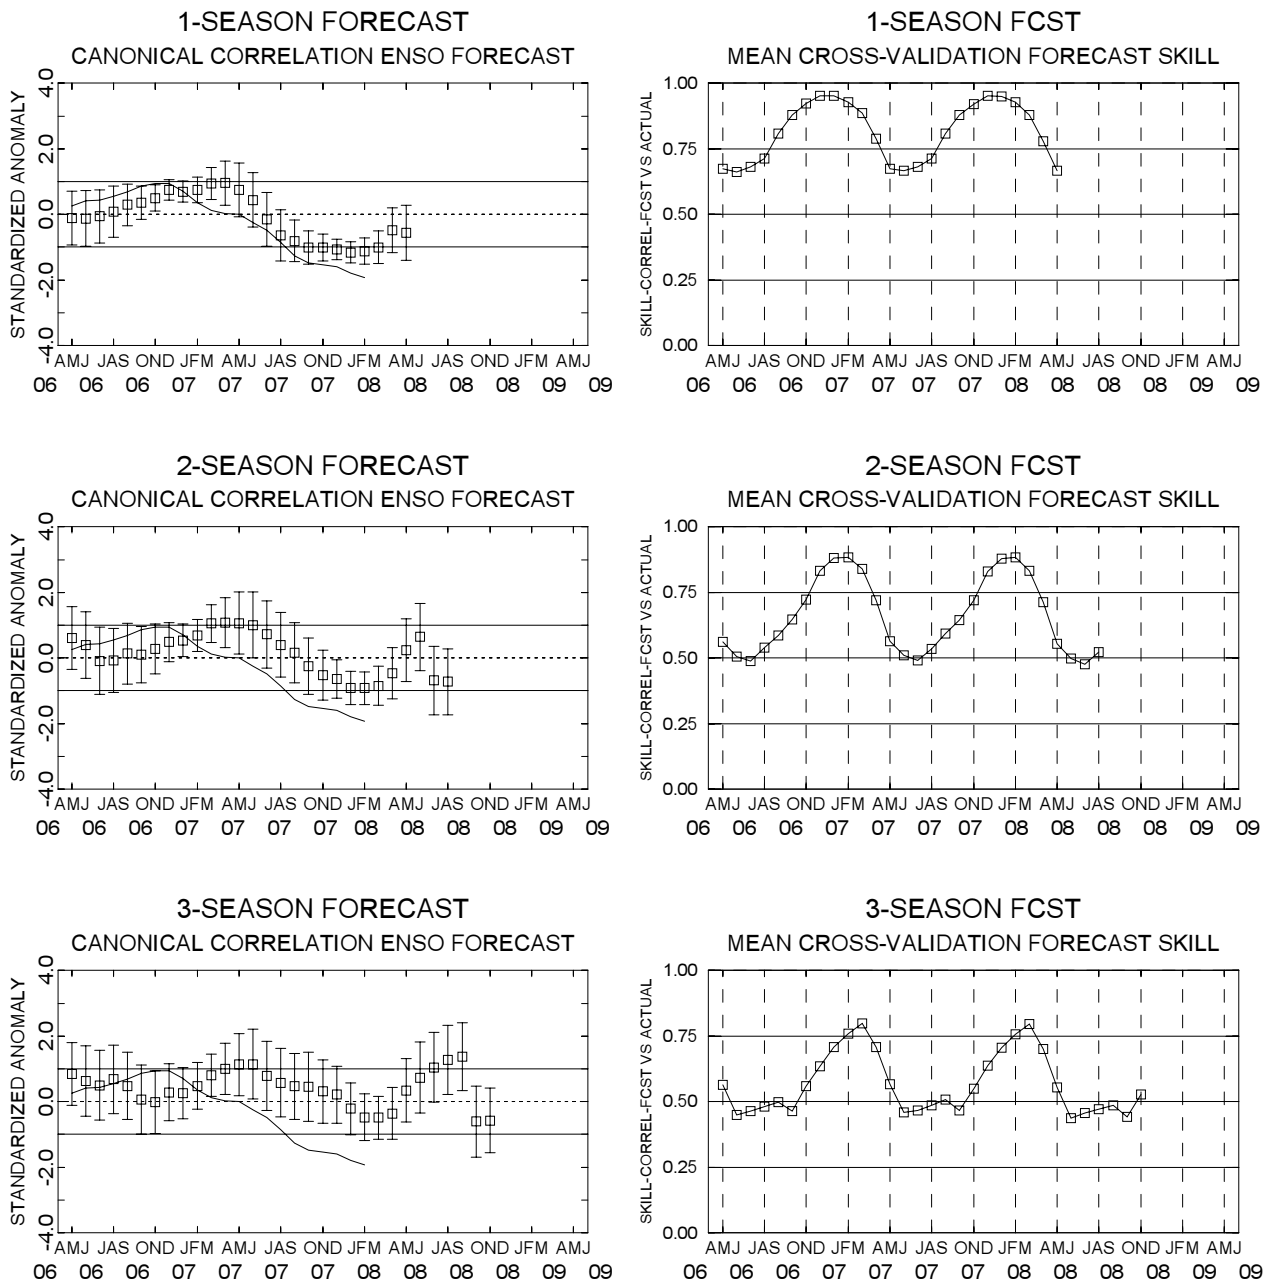 1-SEASON FORECAST
CANONICAL CORRELATION ENSO FORECAST
STANDARDIZED ANOMALY
4.0
2.0
0.0
-2.0
-4.0
AMJ JAS OND JFM AMJ JAS OND JFM AMJ JAS OND JFM AMJ
06 06 06 07 07 07 07 08 08 08 08 09 09
1-SEASON FCST
MEAN CROSS-VALIDATION FORECAST SKILL
SKILL-CORREL-FCST VS ACTUAL
1.00
0.75
0.50
0.25
0.00
AMJ JAS OND JFM AMJ JAS OND JFM AMJ JAS OND JFM AMJ
06 06 06 07 07 07 07 08 08 08 08 09 09
2-SEASON FORECAST
CANONICAL CORRELATION ENSO FORECAST
STANDARDIZED ANOMALY
4.0
2.0
0.0
-2.0
-4.0
AMJ JAS OND JFM AMJ JAS OND JFM AMJ JAS OND JFM AMJ
06 06 06 07 07 07 07 08 08 08 08 09 09
2-SEASON FCST
MEAN CROSS-VALIDATION FORECAST SKILL
SKILL-CORREL-FCST VS ACTUAL
1.00
0.75
0.50
0.25
0.00
AMJ JAS OND JFM AMJ JAS OND JFM AMJ JAS OND JFM AMJ
06 06 06 07 07 07 07 08 08 08 08 09 09
3-SEASON FORECAST
CANONICAL CORRELATION ENSO FORECAST
STANDARDIZED ANOMALY
4.0
2.0
0.0
-2.0
-4.0
AMJ JAS OND JFM AMJ JAS OND JFM AMJ JAS OND JFM AMJ
06 06 06 07 07 07 07 08 08 08 08 09 09
3-SEASON FCST
MEAN CROSS-VALIDATION FORECAST SKILL
SKILL-CORREL-FCST VS ACTUAL
1.00
0.75
0.50
0.25
0.00
AMJ JAS OND JFM AMJ JAS OND JFM AMJ JAS OND JFM AMJ
06 06 06 07 07 07 07 08 08 08 08 09 09